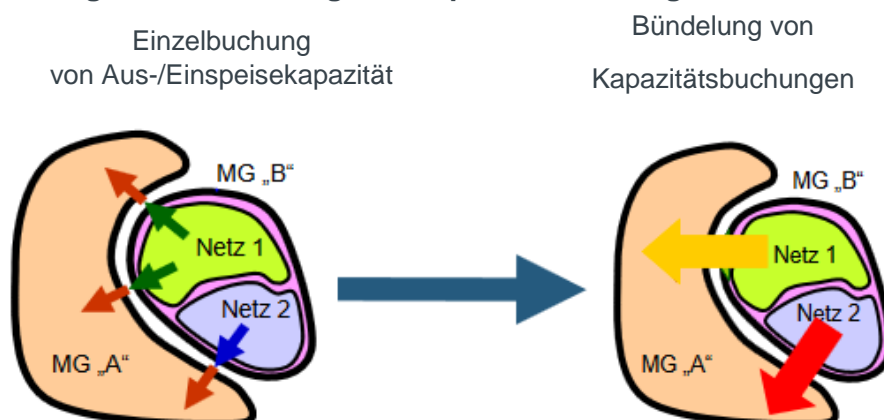 Einzelbuchung
von Aus-/Einspeisekapazität
Bündelung von
Kapazitätsbuchungen
MG „B“
Netz 1
Netz 2
MG „A“
MG „B“
Netz 1
Netz 2
MG „A“